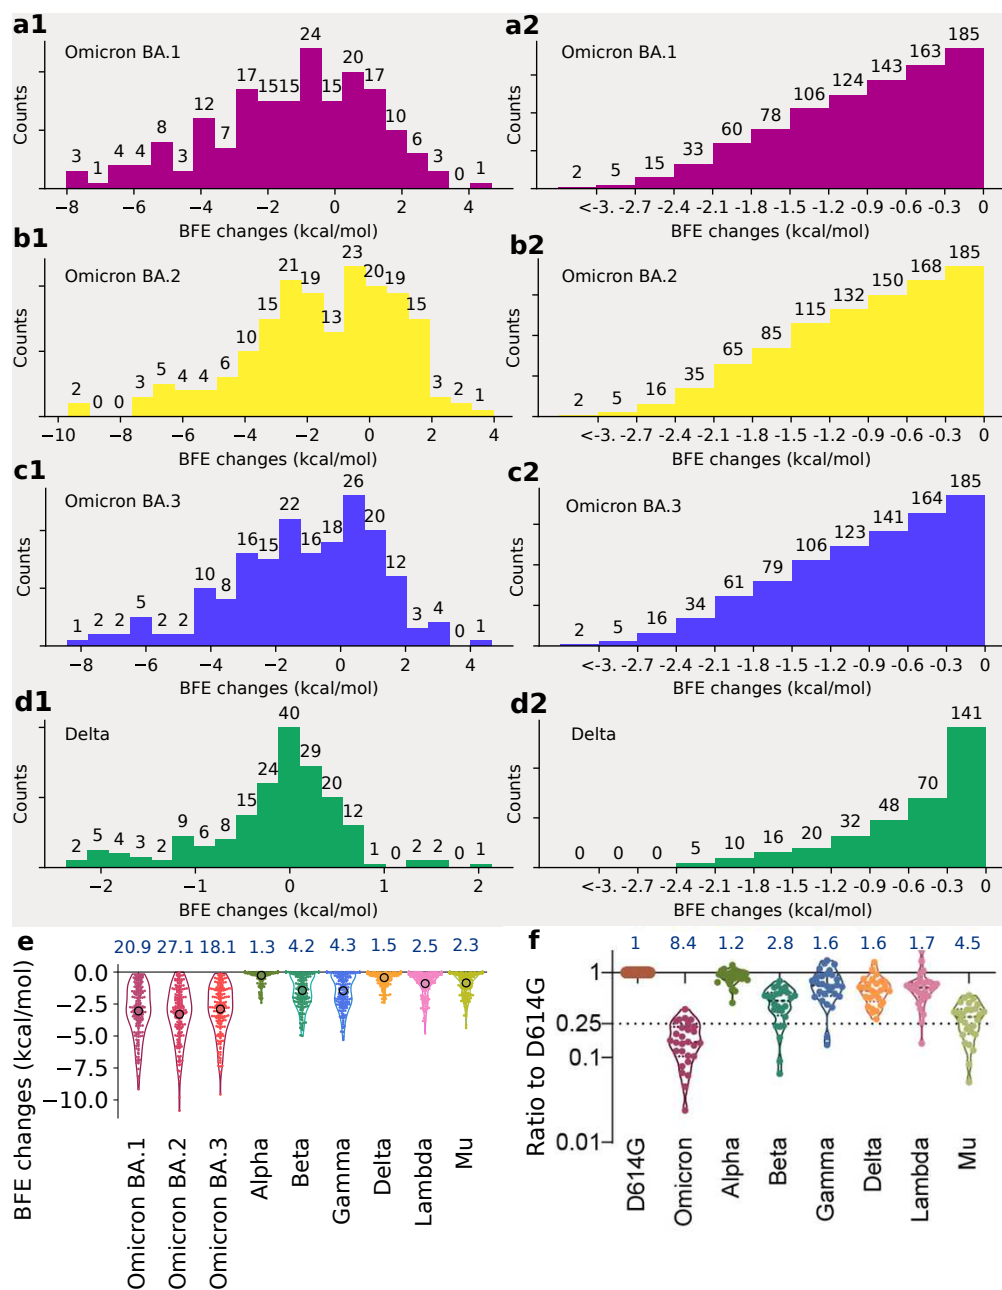 a1
Omicron BA.1
Counts
3 1 4 4 8 3 12 7 17 15 15 24 15 20 17 10 6 3 0 1
−8 −6 −4 −2 0 2 4
BFE changes (kcal/mol)
a2
Omicron BA.1
Counts
2 5 15 33 60 78 106 124 143 163 185
<-3. -2.7 -2.4 -2.1 -1.8 -1.5 -1.2 -0.9 -0.6 -0.3 0
BFE changes (kcal/mol)
b1
Omicron BA.2
Counts
2 0 0 3 5 4 4 6 10 15 21 19 13 23 20 19 15 3 2 1
−10 −8 −6 −4 −2 0 2 4
BFE changes (kcal/mol)
b2
Omicron BA.2
Counts
2 5 16 35 65 85 115 132 150 168 185
<-3. -2.7 -2.4 -2.1 -1.8 -1.5 -1.2 -0.9 -0.6 -0.3 0
BFE changes (kcal/mol)
c1
Omicron BA.3
Counts
1 2 2 5 2 2 10 8 16 15 22 16 18 26 20 12 3 4 0 1
−8 −6 −4 −2 0 2 4
BFE changes (kcal/mol)
c2
Omicron BA.3
Counts
2 5 16 34 61 79 106 123 141 164 185
<-3. -2.7 -2.4 -2.1 -1.8 -1.5 -1.2 -0.9 -0.6 -0.3 0
BFE changes (kcal/mol)
d1
Delta
Counts
2 5 4 3 2 9 6 8 15 24 40 29 20 12 1 0 2 2 0 1
−2 −1 0 1 2
BFE changes (kcal/mol)
d2
Delta
Counts
0 0 0 5 10 16 20 32 48 70 141
<-3. -2.7 -2.4 -2.1 -1.8 -1.5 -1.2 -0.9 -0.6 -0.3 0
BFE changes (kcal/mol)
e
20.9 27.1 18.1 1.3 4.2 4.3 1.5 2.5 2.3
BFE changes (kcal/mol)
0.0
−2.5
−5.0
−7.5
−10.0
Omicron BA.1
Omicron BA.2
Omicron BA.3
Alpha
Beta
Gamma
Delta
Lambda
Mu
f
1 8.4 1.2 2.8 1.6 1.6 1.7 4.5
Ratio to D614G
1
0.25
0.1
0.01
D614G
Omicron
Alpha
Beta
Gamma
Delta
Lambda
Mu